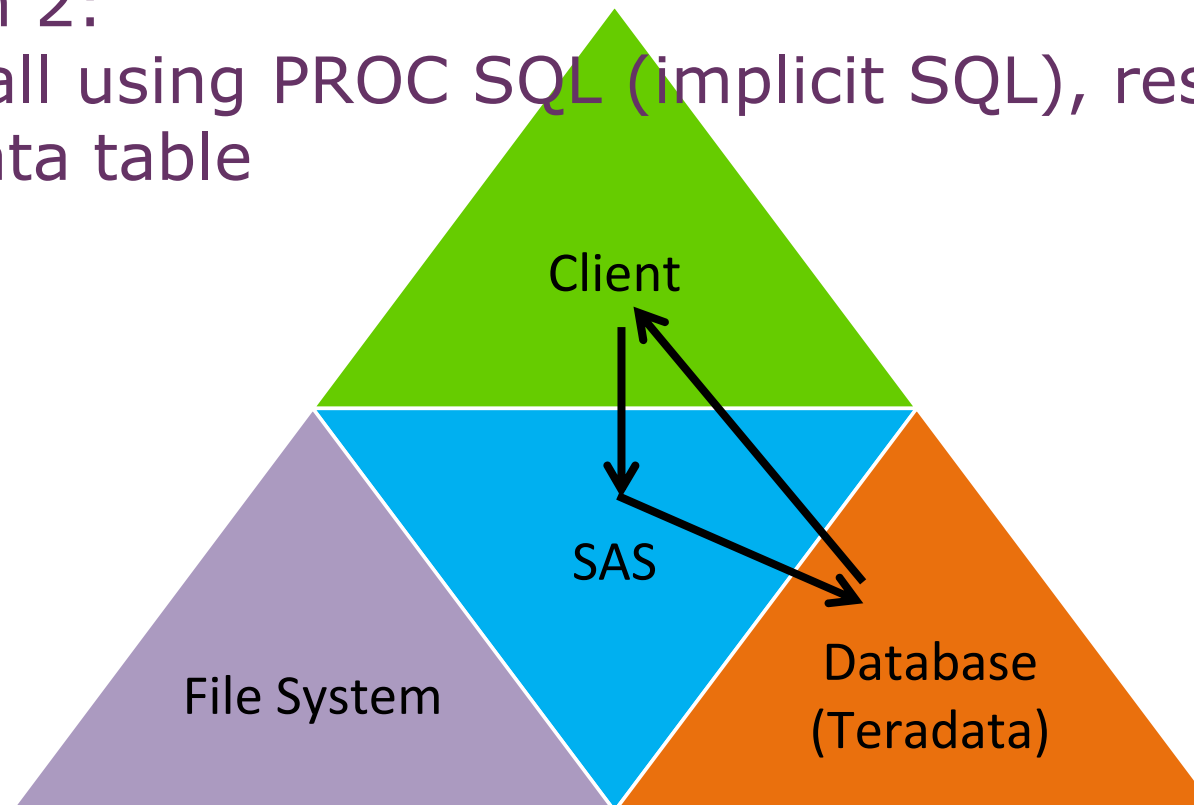 n 2:
all using PROC SQL (implicit SQL), res
ata table
Client
SAS
File System
Database
(Teradata)